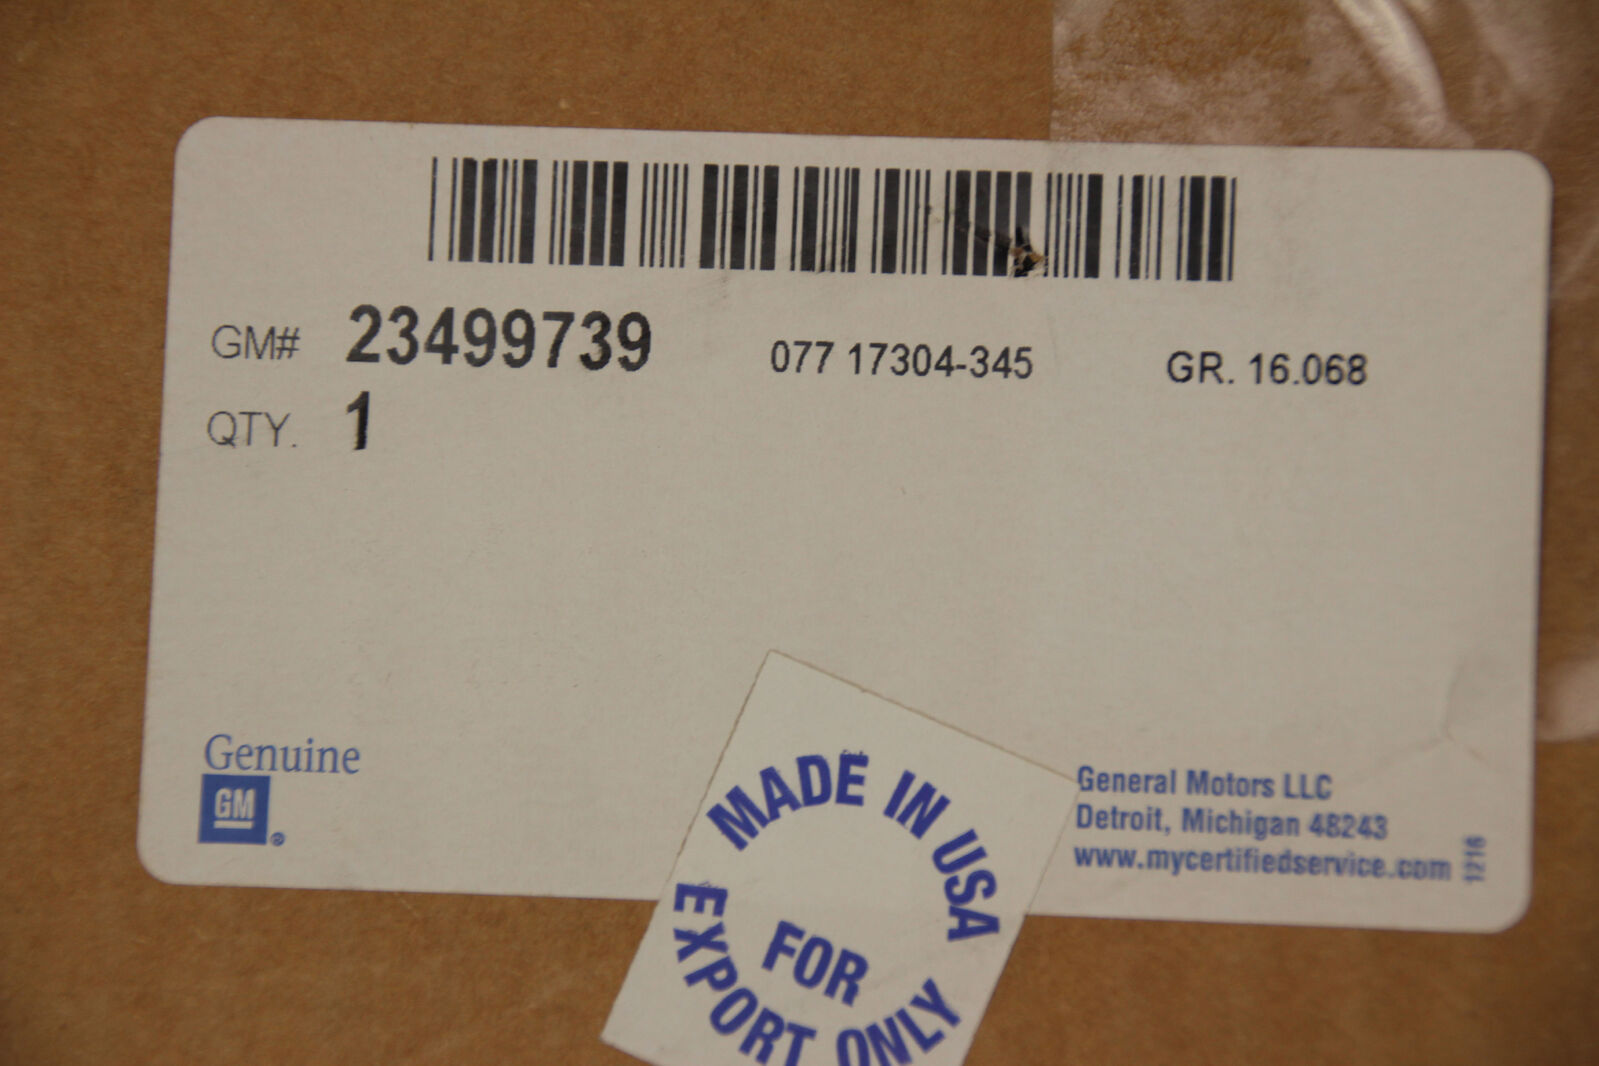 GM# 23499739 077 17304-345 GR. 16.068
QTY. 1
Genuine
GM
®
General Motors LLC
Detroit, Michigan 48243
www.mycertifiedservice.com
1216
MADE IN USA
FOR
EXPORT ONLY